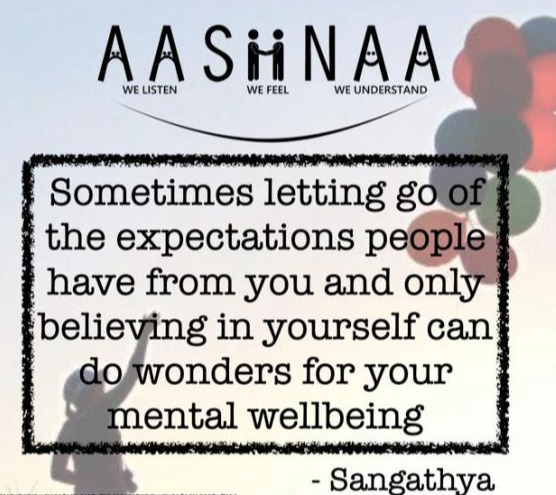 AASHNAA
WE LISTEN WE FEEL WE UNDERSTAND
Sometimes letting go of
the expectations people
have from you and only
believing in yourself can
do wonders for your
mental wellbeing
- Sangathya